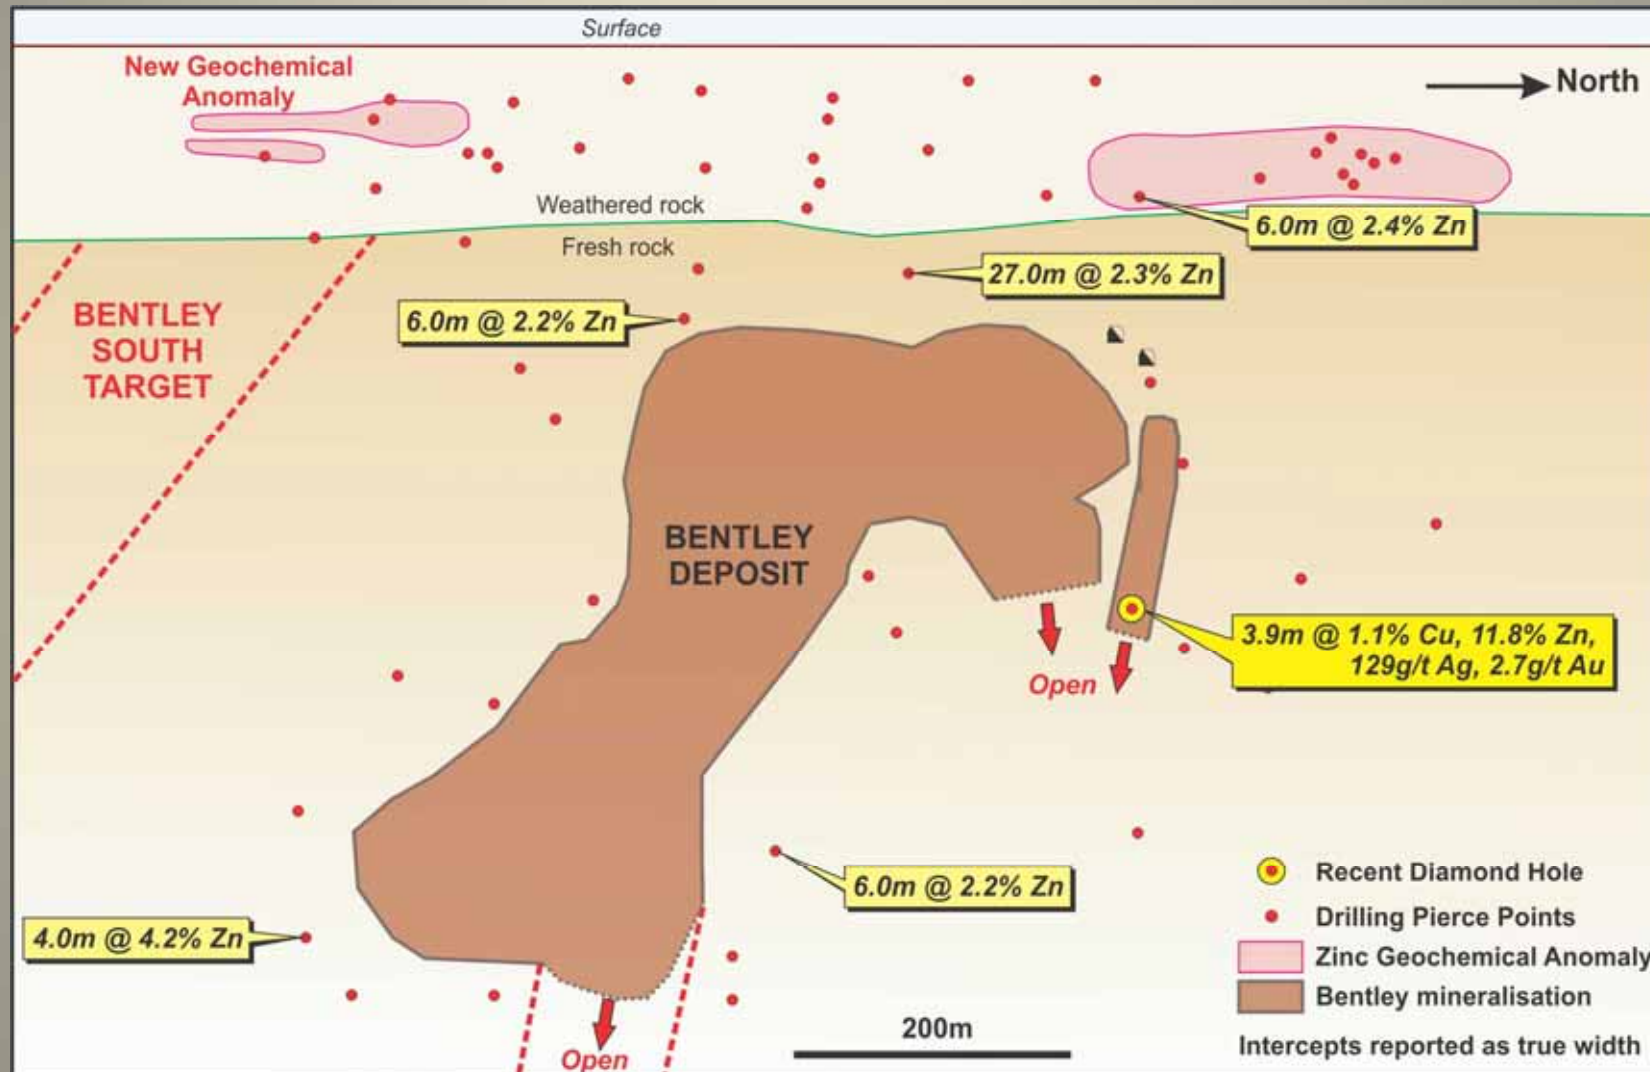 Surface
New Geochemical
Anomaly
North
Weathered rock
Fresh rock
6.0m @ 2.4% Zn
27.0m @ 2.3% Zn
6.0m @ 2.2% Zn
BENTLEY
SOUTH
TARGET
BENTLEY
DEPOSIT
3.9m @ 1.1% Cu, 11.8% Zn,
129g/t Ag, 2.7g/t Au
Open
6.0m @ 2.2% Zn
4.0m @ 4.2% Zn
Open
200m
Recent Diamond Hole
Drilling Pierce Points
Zinc Geochemical Anomaly
Bentley mineralisation
Intercepts reported as true width